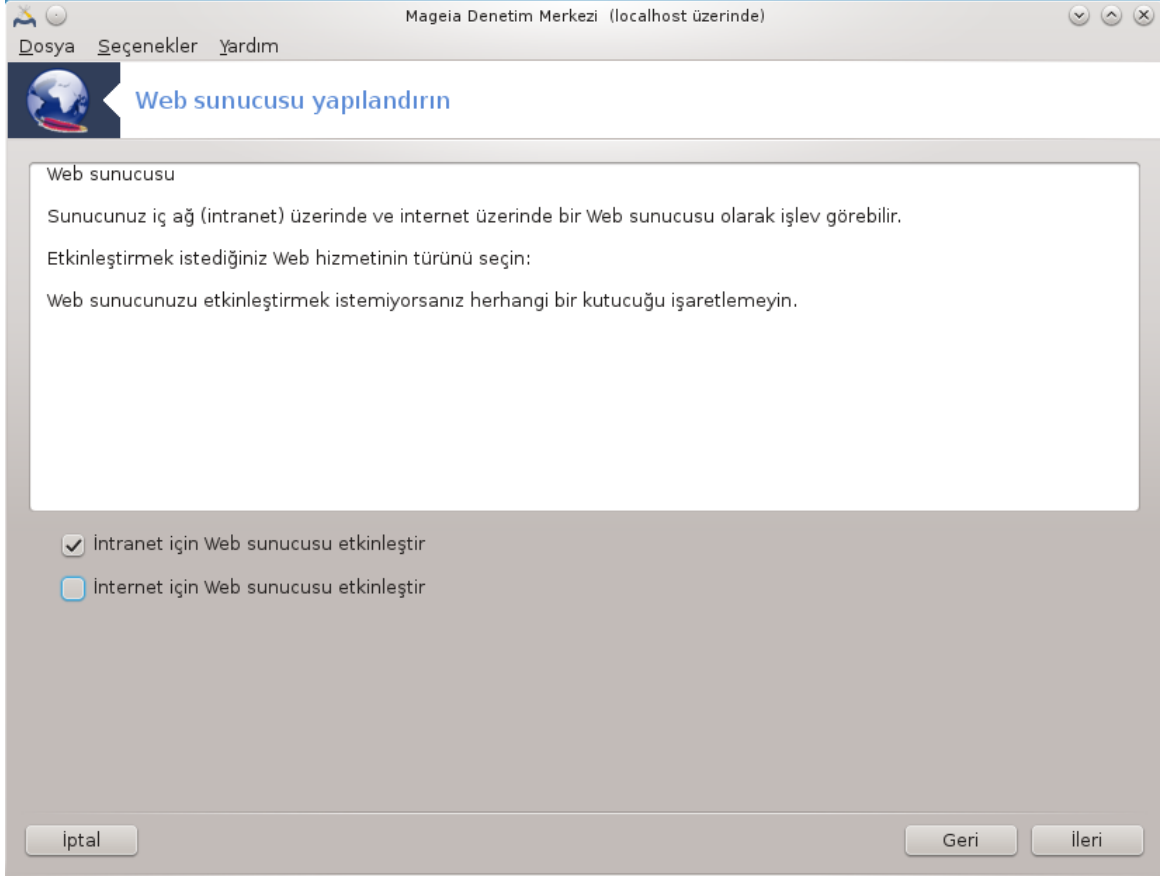 Mageia Denetim Merkezi (localhost üzerinde)
Dosya Seçenekler Yardım
Web sunucusu yapılandırın
Web sunucusu
Sunucunuz iç ağ (intranet) üzerinde ve internet üzerinde bir Web sunucusu olarak işlev görebilir.
Etkinleştirmek istediğiniz Web hizmetinin türünü seçin:
Web sunucunuzu etkinleştirmek istemiyorsanız herhangi bir kutucuğu işaretlemeyin.
İntranet için Web sunucusu etkinleştir
İnternet için Web sunucusu etkinleştir
İptal Geri İleri